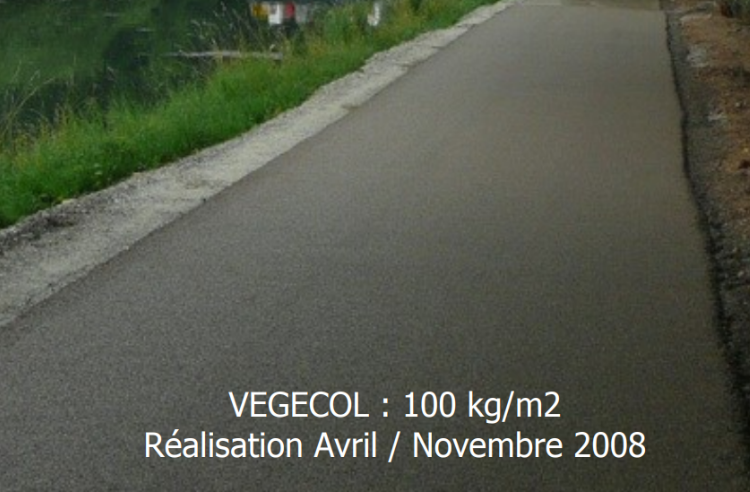 VEGECOL : 100 kg/m2
Réalisation Avril / Novembre 2008